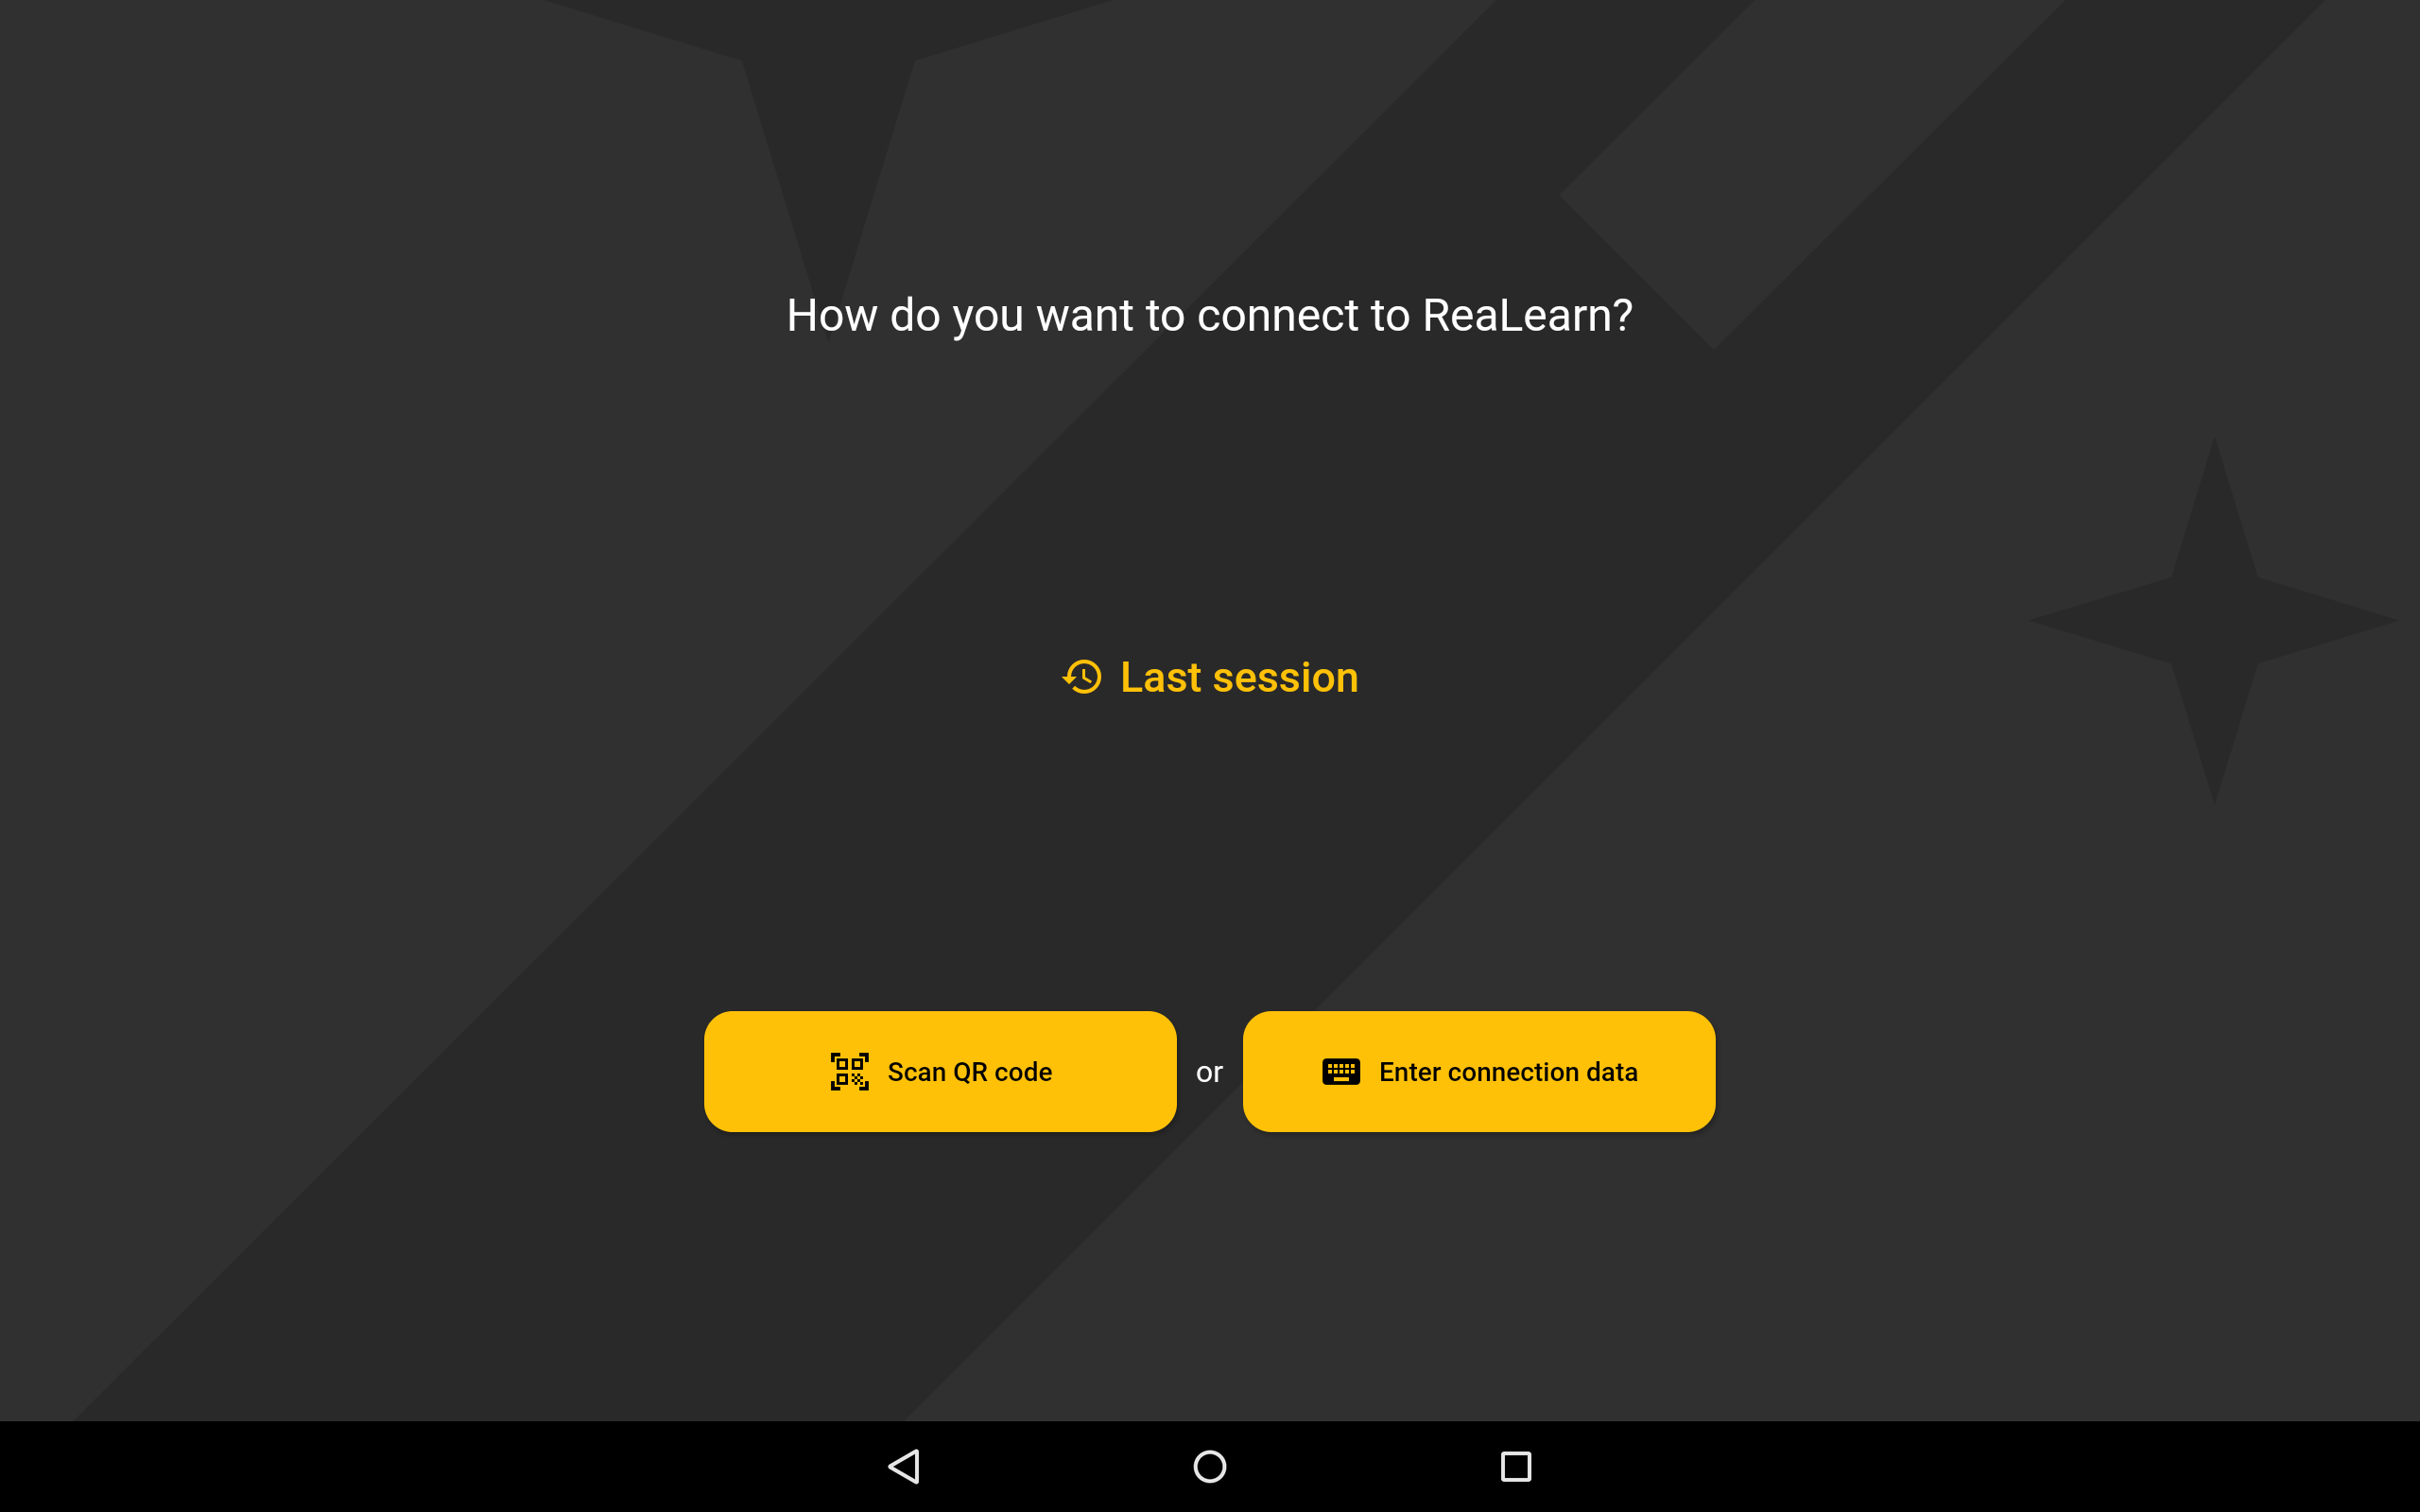 How do you want to connect to ReaLearn?
Last session
Scan QR code or Enter connection data